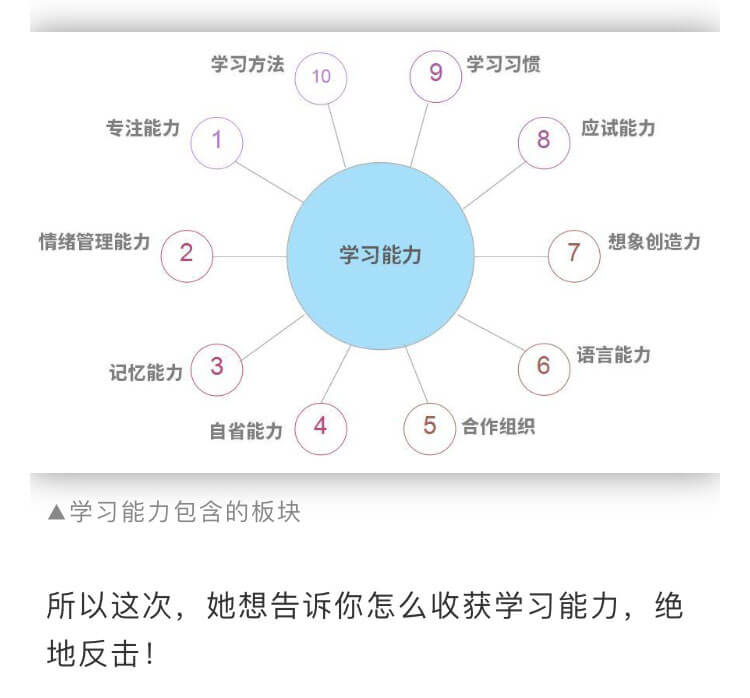 学习方法
10
9
学习习惯
专注能力
1
8
应试能力
情绪管理能力
2
学习能力
7
想象创造力
记忆能力
3
6
语言能力
自省能力
4
5
合作组织
▲学习能力包含的板块
所以这次，她想告诉你怎么收获学习能力，绝
地反击！